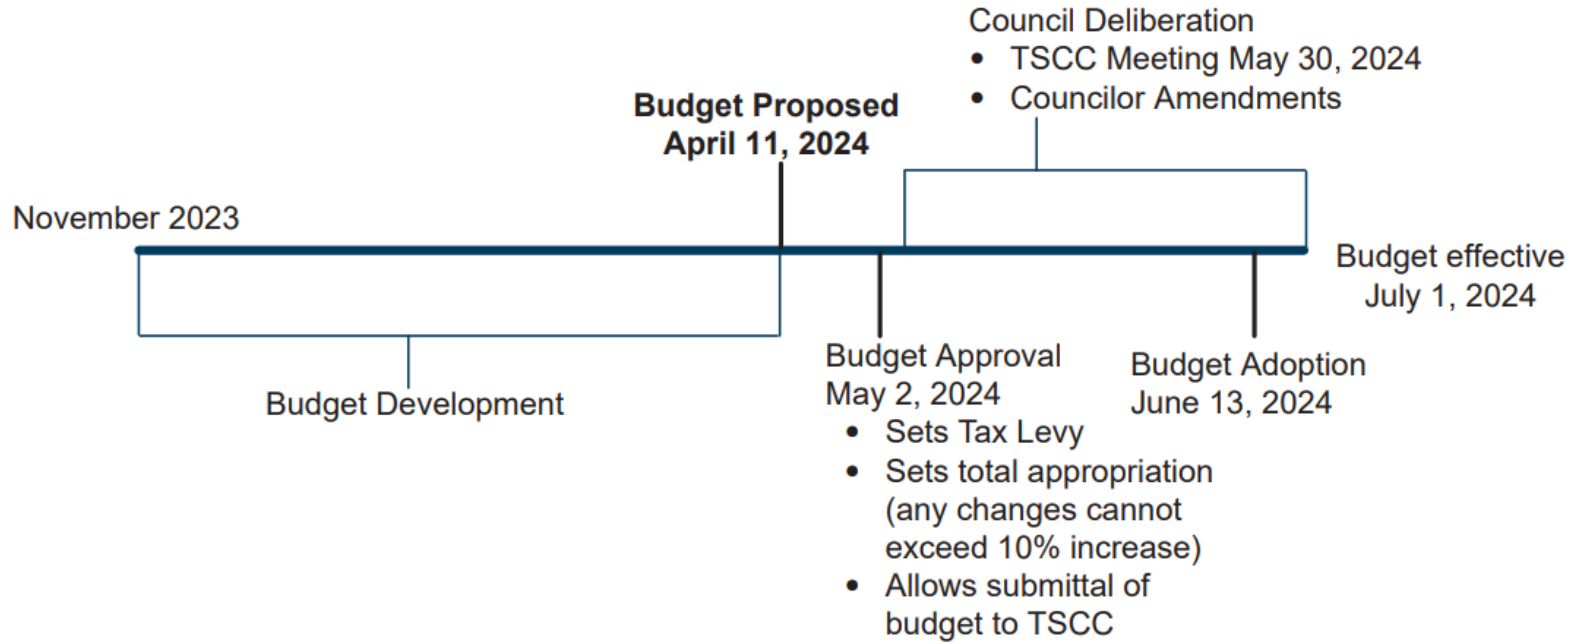 Council Deliberation
• TSCC Meeting May 30, 2024
• Councilor Amendments
Budget Proposed
April 11, 2024
November 2023
Budget effective
July 1, 2024
Budget Development
Budget Approval
May 2, 2024
• Sets Tax Levy
• Sets total appropriation
(any changes cannot
exceed 10% increase)
• Allows submittal of
budget to TSCC
Budget Adoption
June 13, 2024